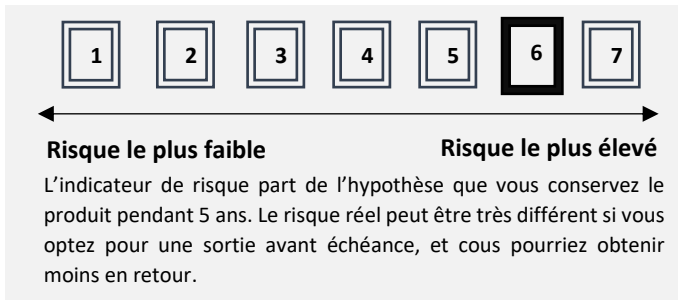 1 2 3 4 5 6 7
Risque le plus faible Risque le plus élevé
L’indicateur de risque part de l’hypothèse que vous conservez le
produit pendant 5 ans. Le risque réel peut être très différent si vous
optez pour une sortie avant échéance, et cous pourriez obtenir
moins en retour.